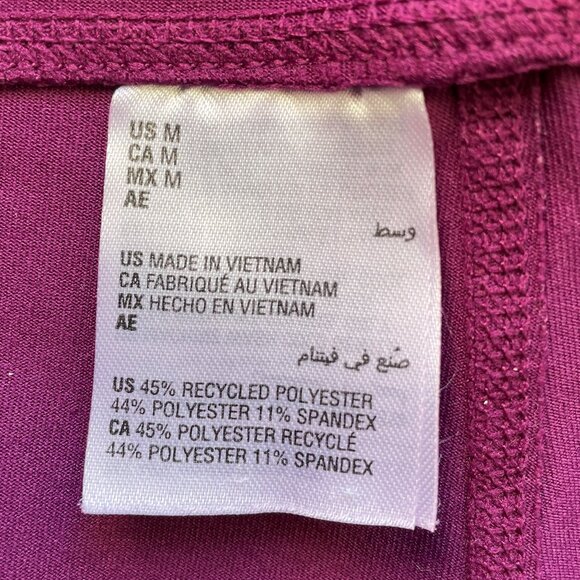 US M
CA M
MX M
AE
وسط
US MADE IN VIETNAM
CA FABRIQUÉ AU VIETNAM
MX HECHO EN VIETNAM
AE
صُنع في فيتنام
US 45% RECYCLED POLYESTER
44% POLYESTER 11% SPANDEX
CA 45% POLYESTER RECYCLÉ
44% POLYESTER 11% SPANDEX